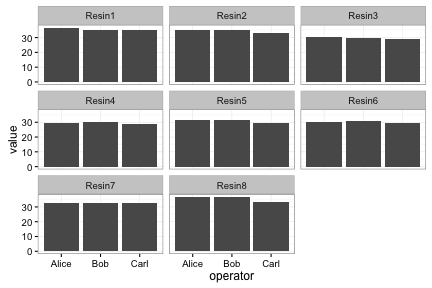 Resin1 Resin2 Resin3
30
20
10
0
Resin4 Resin5 Resin6
30
20
10
0
value
Resin7 Resin8
30
20
10
0
Alice Bob Carl Alice Bob Carl
operator